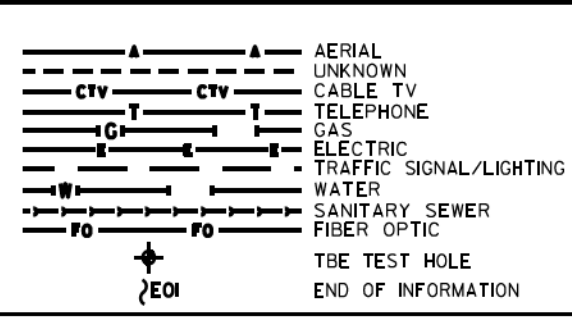 A A AERIAL
UNKNOWN
CTV CTV CABLE TV
T T TELEPHONE
G GAS
E E E ELECTRIC
TRAFFIC SIGNAL/LIGHTING
W WATER
SANITARY SEWER
FO FO FIBER OPTIC
TBE TEST HOLE
EOI END OF INFORMATION